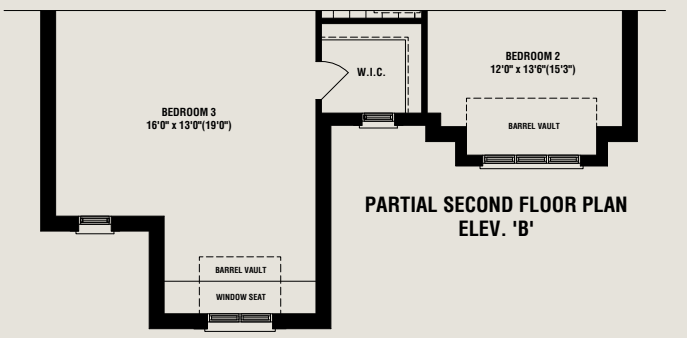 BEDROOM 2
12'0" x 13'6"(15'3")
W.I.C.
BEDROOM 3
16'0" x 13'0"(19'0")
BARREL VAULT
PARTIAL SECOND FLOOR PLAN
ELEV. 'B'
BARREL VAULT
WINDOW SEAT